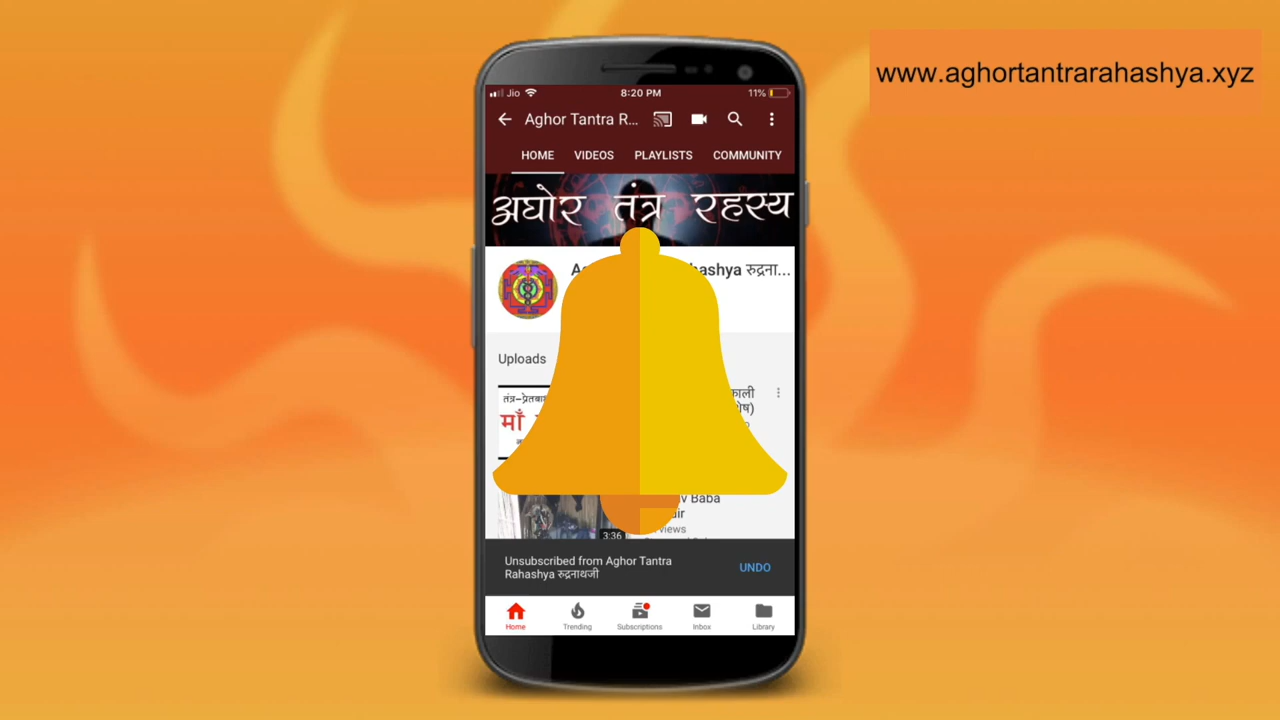 www.aghortantrarahashya.xyz
Jio 8:20 PM 11%
Aghor Tantra R...
HOME VIDEOS PLAYLISTS COMMUNITY
अघोर तंत्र रहस्य
रुद्रना...
Uploads
तंत्र-प्रेतबा
माँ
3:36
Baba
views
Unsubscribed from Aghor Tantra
Rahashya रुद्रनाथजी
UNDO
Home Trending Subscriptions Inbox Library